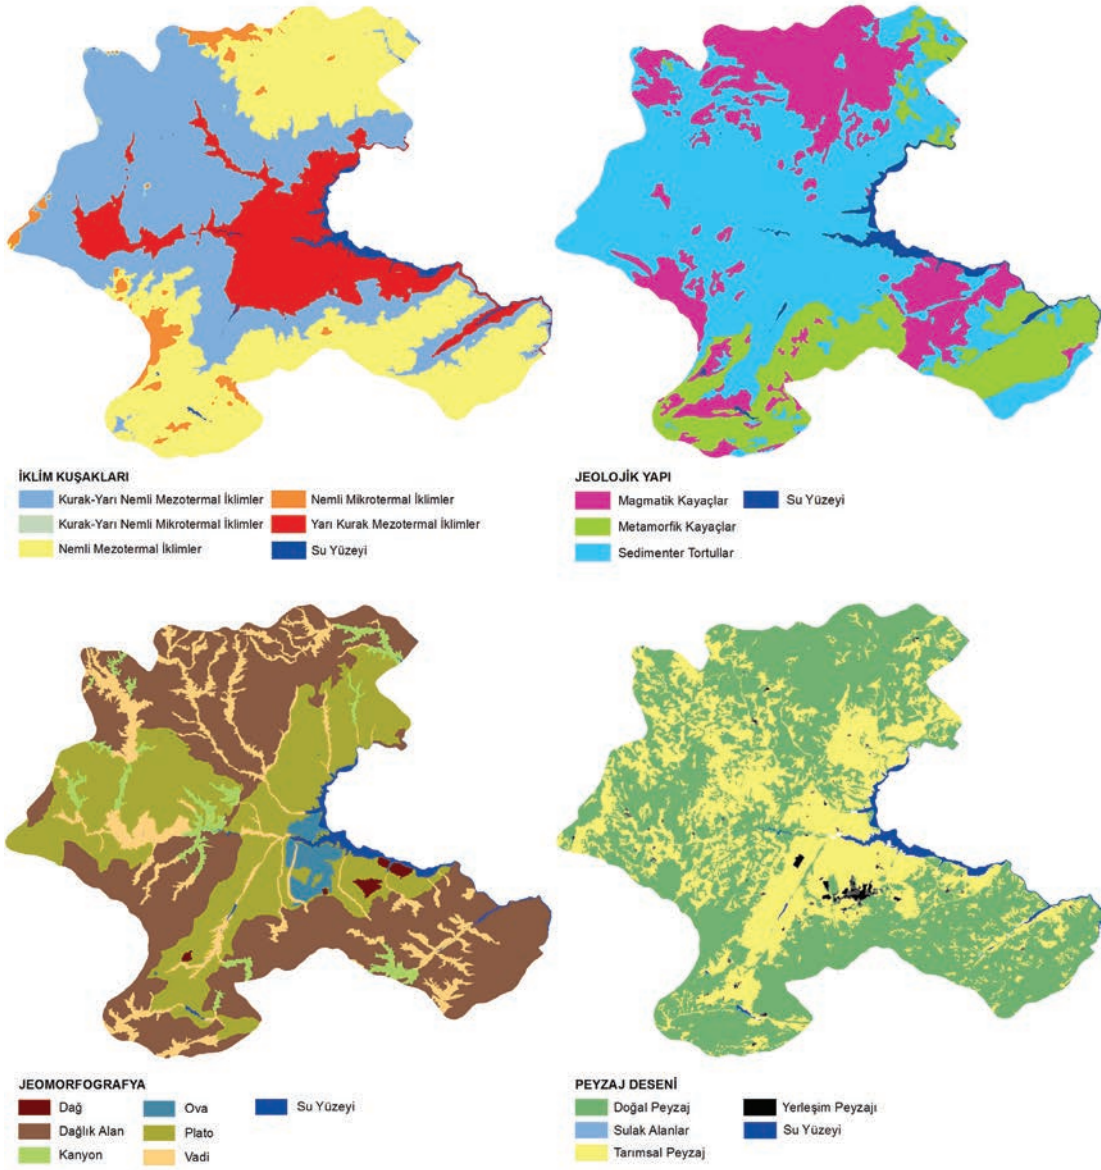 İKLİM KUŞAKLARI
Kurak-Yarı Nemli Mezotermal İklimler
Kurak-Yarı Nemli Mikrotermal İklimler
Nemli Mezotermal İklimler
Nemli Mikrotermal İklimler
Yarı Kurak Mezotermal İklimler
Su Yüzeyi
JEOLOJİK YAPI
Magmatik Kayaçlar
Metamorfik Kayaçlar
Sedimenter Tortullar
Su Yüzeyi
JEOMORFOGRAFYA
Dağ
Dağlık Alan
Kanyon
Ova
Plato
Vadi
Su Yüzeyi
PEYZAJ DESENİ
Doğal Peyzaj
Sulak Alanlar
Tarımsal Peyzaj
Yerleşim Peyzajı
Su Yüzeyi